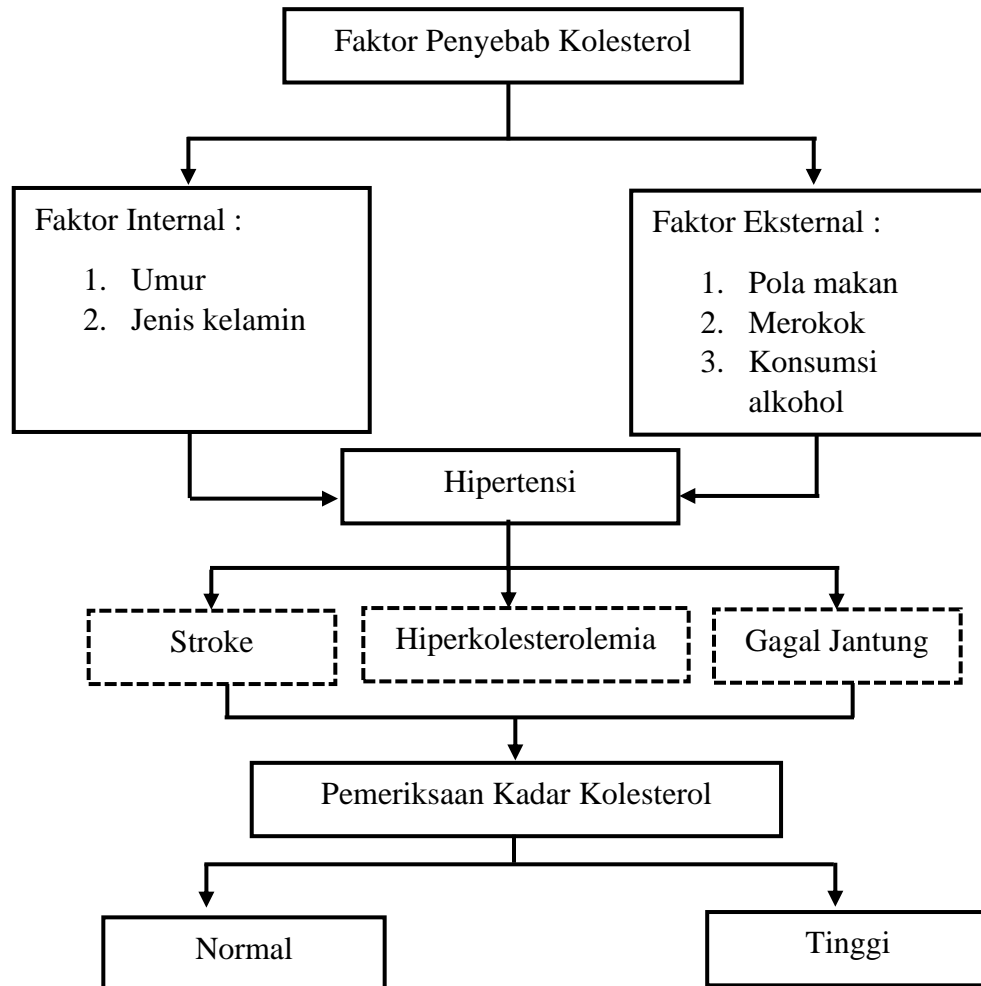 Faktor Penyebab Kolesterol
Faktor Internal :
1. Umur
2. Jenis kelamin
Faktor Eksternal :
1. Pola makan
2. Merokok
3. Konsumsi
alkohol
Hipertensi
Stroke
Hiperkolesterolemia
Gagal Jantung
Pemeriksaan Kadar Kolesterol
Normal
Tinggi